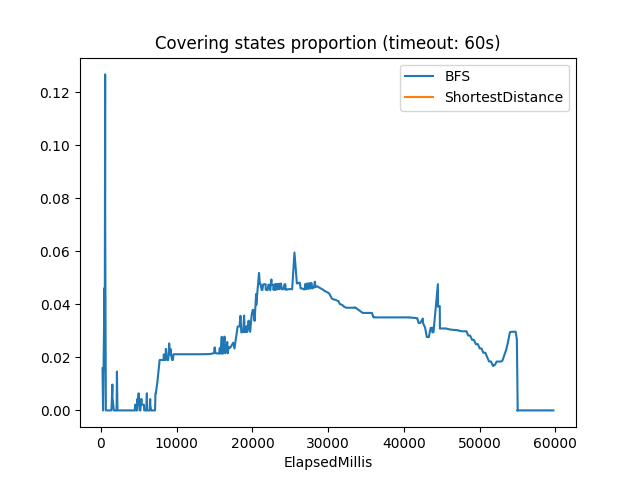 Covering states proportion (timeout: 60s)
BFS
ShortestDistance
0.12
0.10
0.08
0.06
0.04
0.02
0.00
0 10000 20000 30000 40000 50000 60000
ElapsedMillis